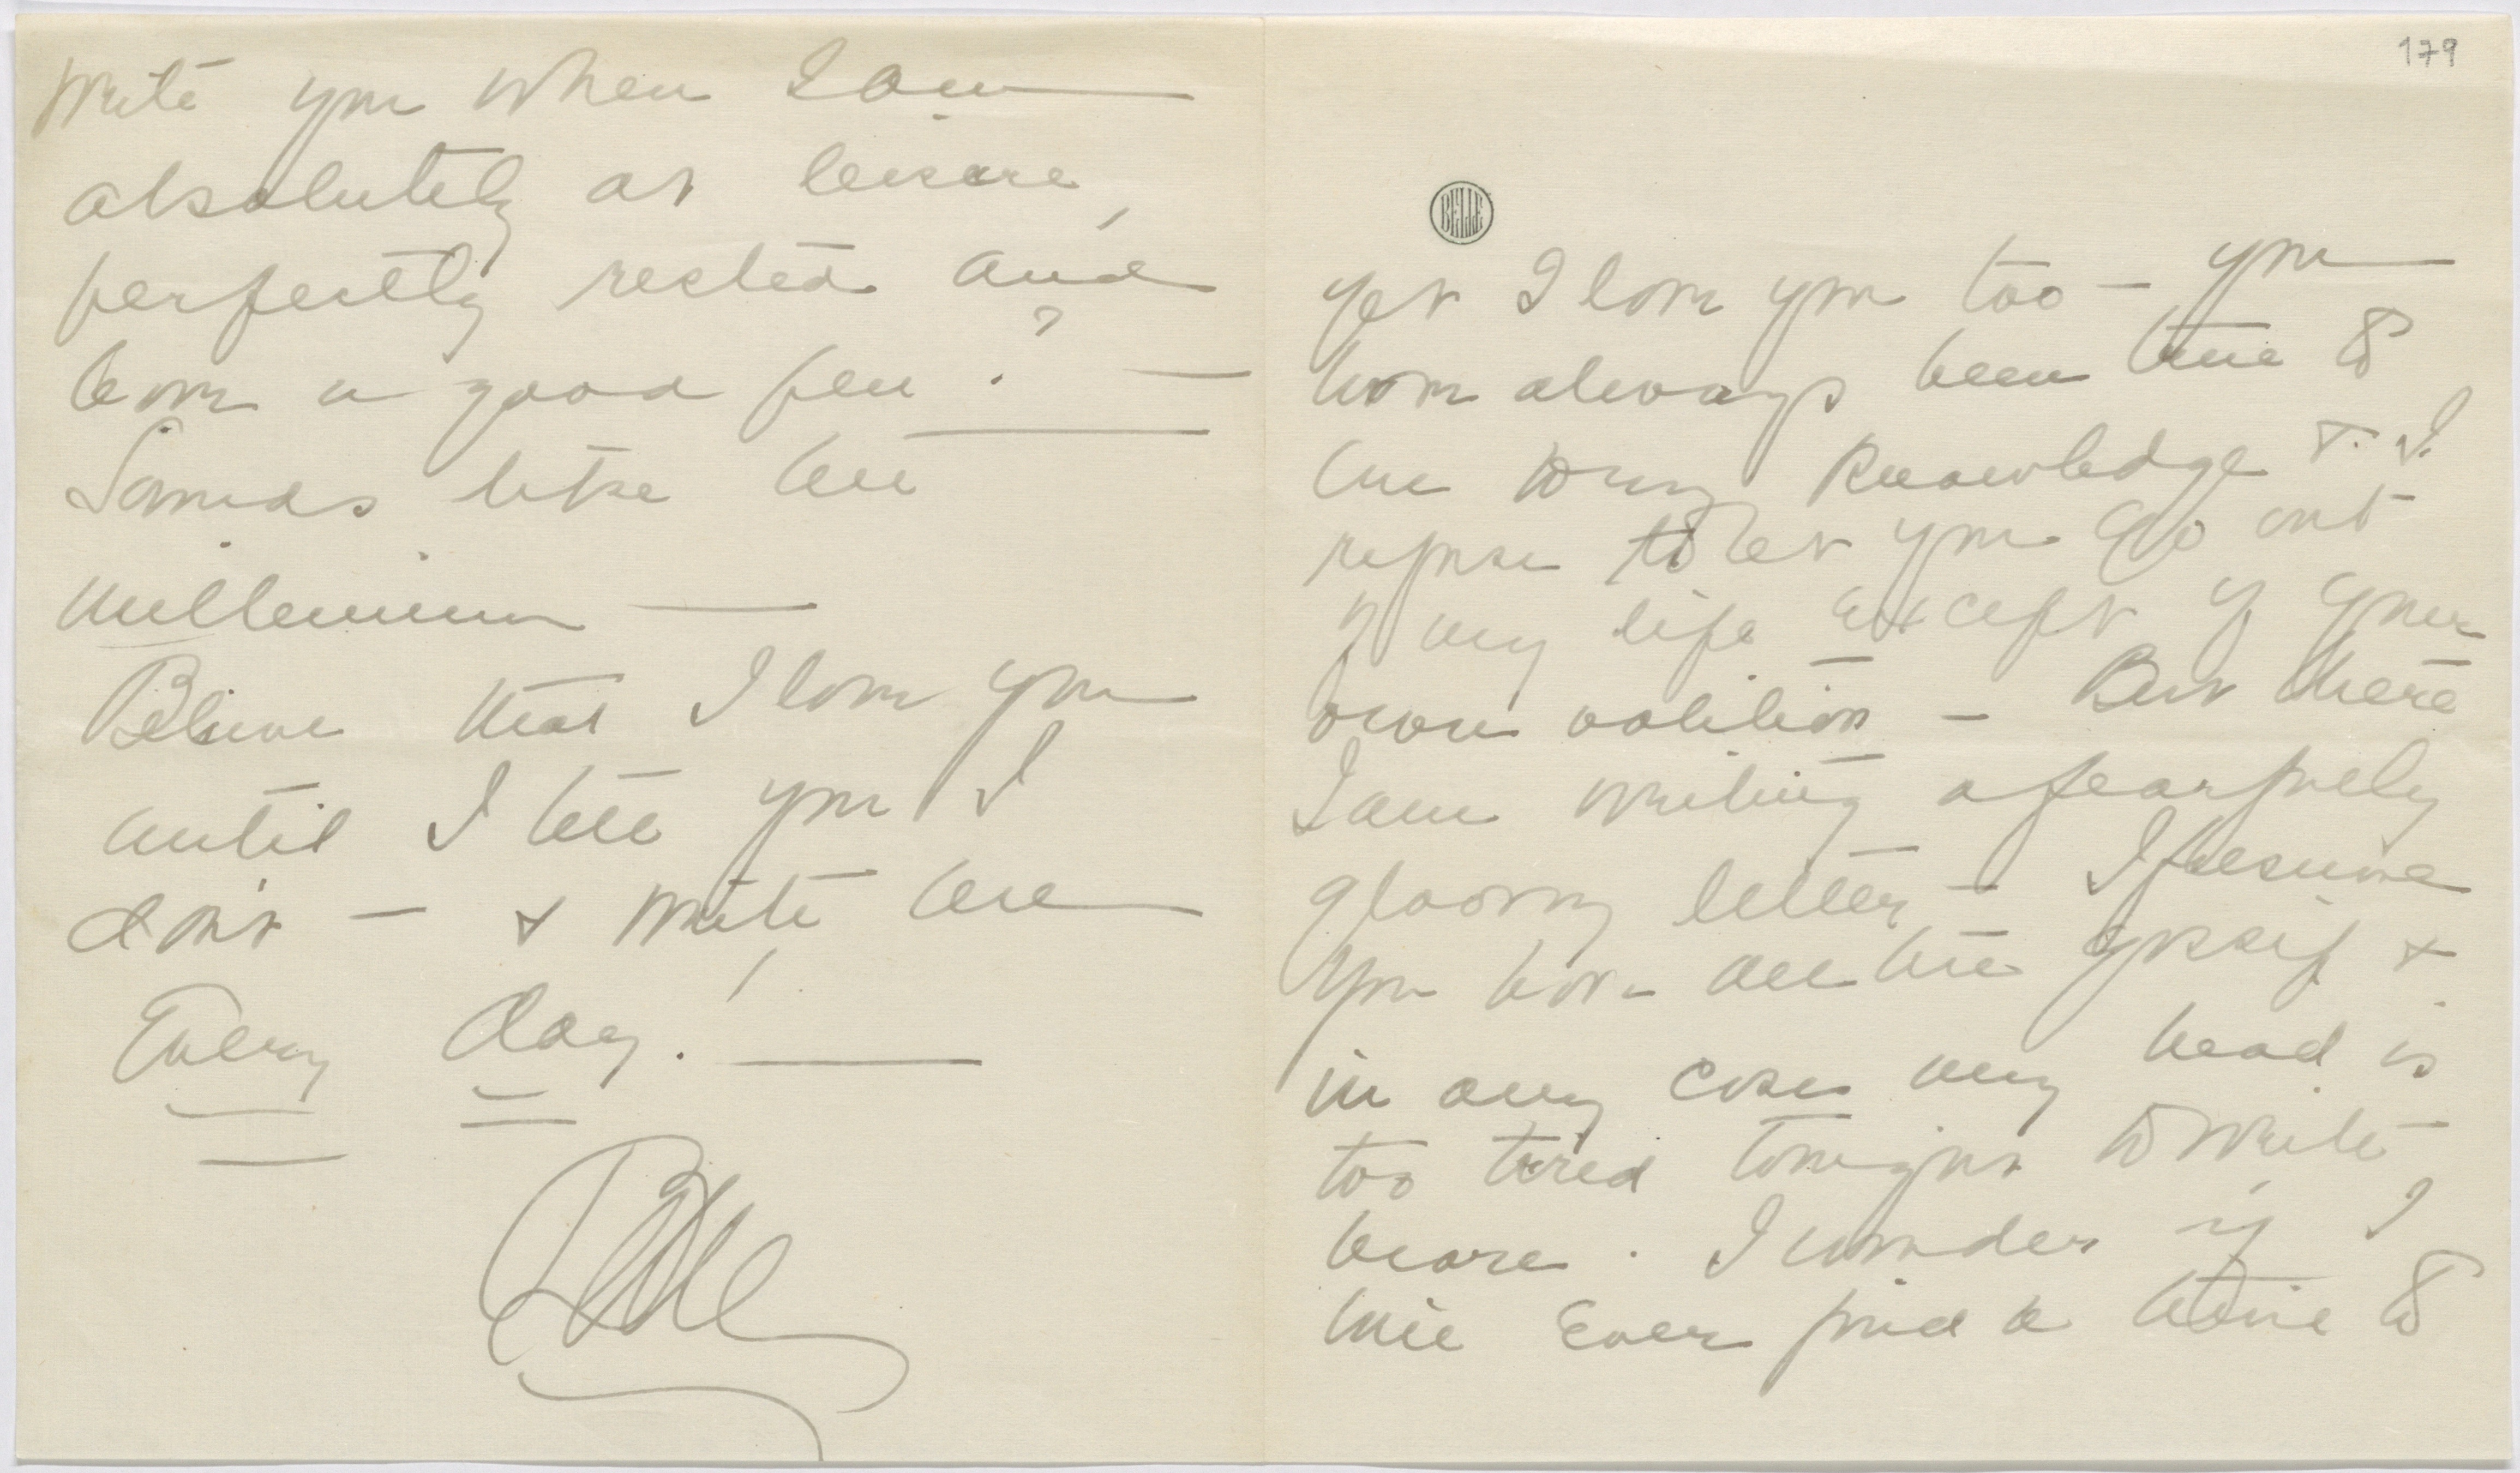 179
BELLE
yet I love you too — you
have always been true to
me to my knowledge & I
refuse to let you go out
of my life except of your
own volition — But there
I am writing a fearfully
gloomy letter — I presume
you have all the gossip &
in any case my head is
too tired tonight to write
more. I wonder if I
will ever find a time to
write you when I am
absolutely at leisure,
perfectly rested and
have a good pen? —
Sounds like the
millenium —
Believe that I love you
until I tell you I
don't — & write me
Every day! —
Belle